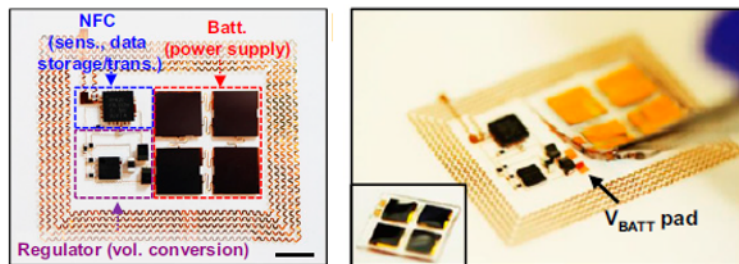 NFC
(sens., data
storage/trans.)
Batt.
(power supply)
Regulator (vol. conversion)
VBATT pad